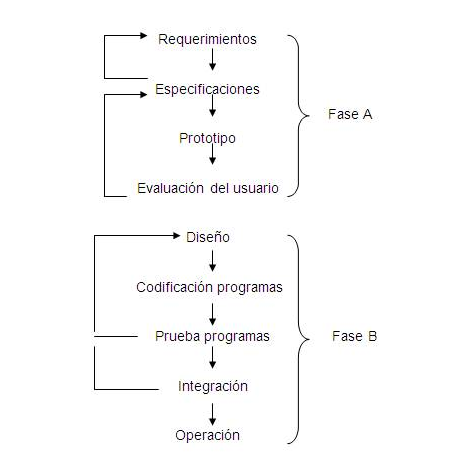 Requerimientos
Especificaciones
Fase A
Prototipo
Evaluación del usuario
Diseño
Codificación programas
Prueba programas
Fase B
Integración
Operación